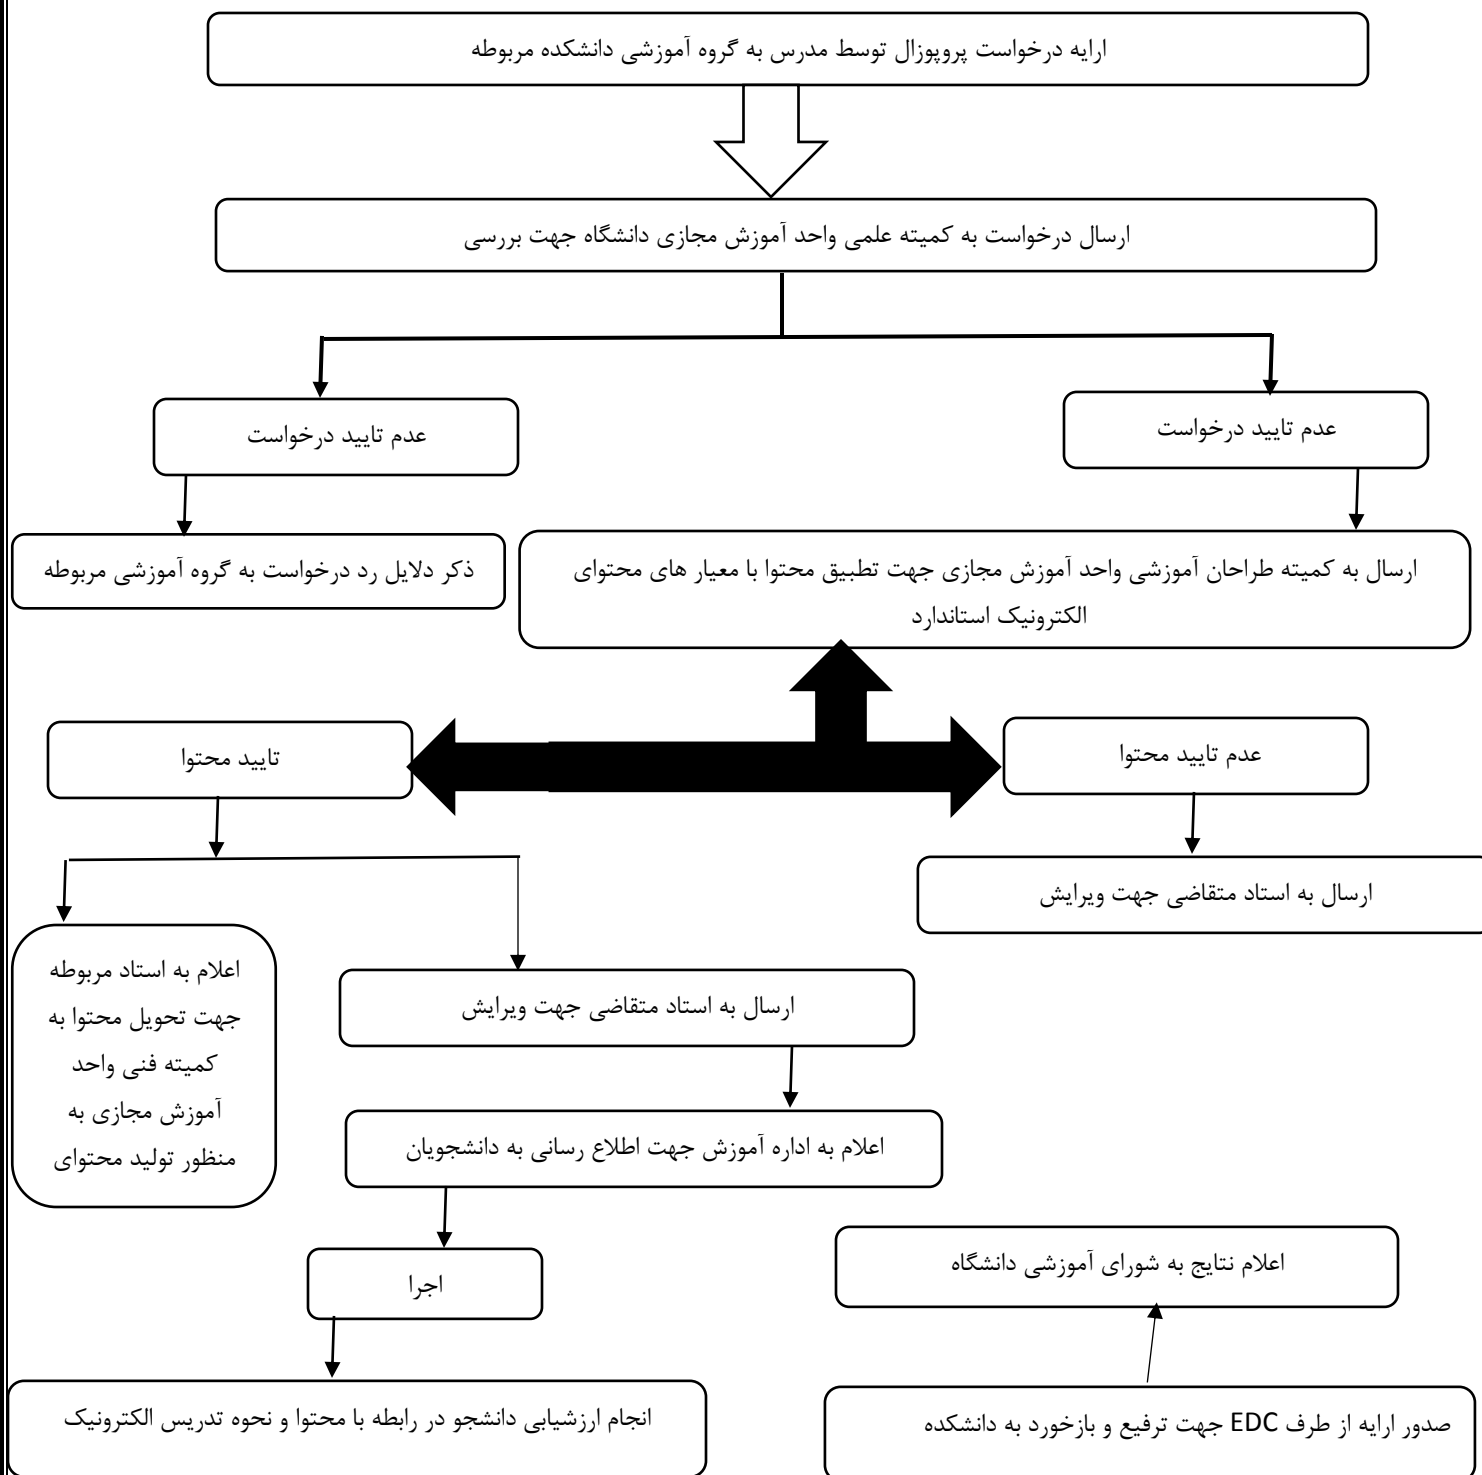 ارایه درخواست پروپوزال توسط مدرس به گروه آموزشی دانشکده مربوطه
ارسال درخواست به کمیته علمی واحد آموزش مجازی دانشگاه جهت بررسی
عدم تایید درخواست
عدم تایید درخواست
ارسال به کمیته طراحان آموزشی واحد آموزش مجازی جهت تطبیق محتوا با معیار های محتوای
الکترونیک استاندارد
ذکر دلایل رد درخواست به گروه آموزشی مربوطه
عدم تایید محتوا
تایید محتوا
ارسال به استاد متقاضی جهت ویرایش
اعلام به استاد مربوطه
جهت تحویل محتوا به
کمیته فنی واحد
آموزش مجازی به
منظور تولید محتوای
ارسال به استاد متقاضی جهت ویرایش
اعلام به اداره آموزش جهت اطلاع رسانی به دانشجویان
اجرا
اعلام نتایج به شورای آموزشی دانشگاه
انجام ارزشیابی دانشجو در رابطه با محتوا و نحوه تدریس الکترونیک
صدور ارایه از طرف EDC جهت ترفیع و بازخورد به دانشکده